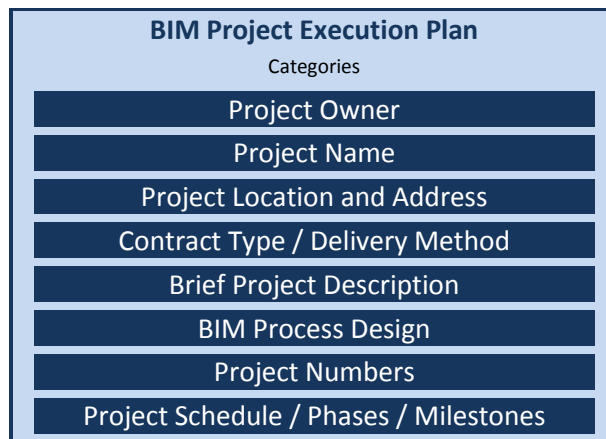 BIM Project Execution Plan
Categories
Project Owner
Project Name
Project Location and Address
Contract Type / Delivery Method
Brief Project Description
BIM Process Design
Project Numbers
Project Schedule / Phases / Milestones